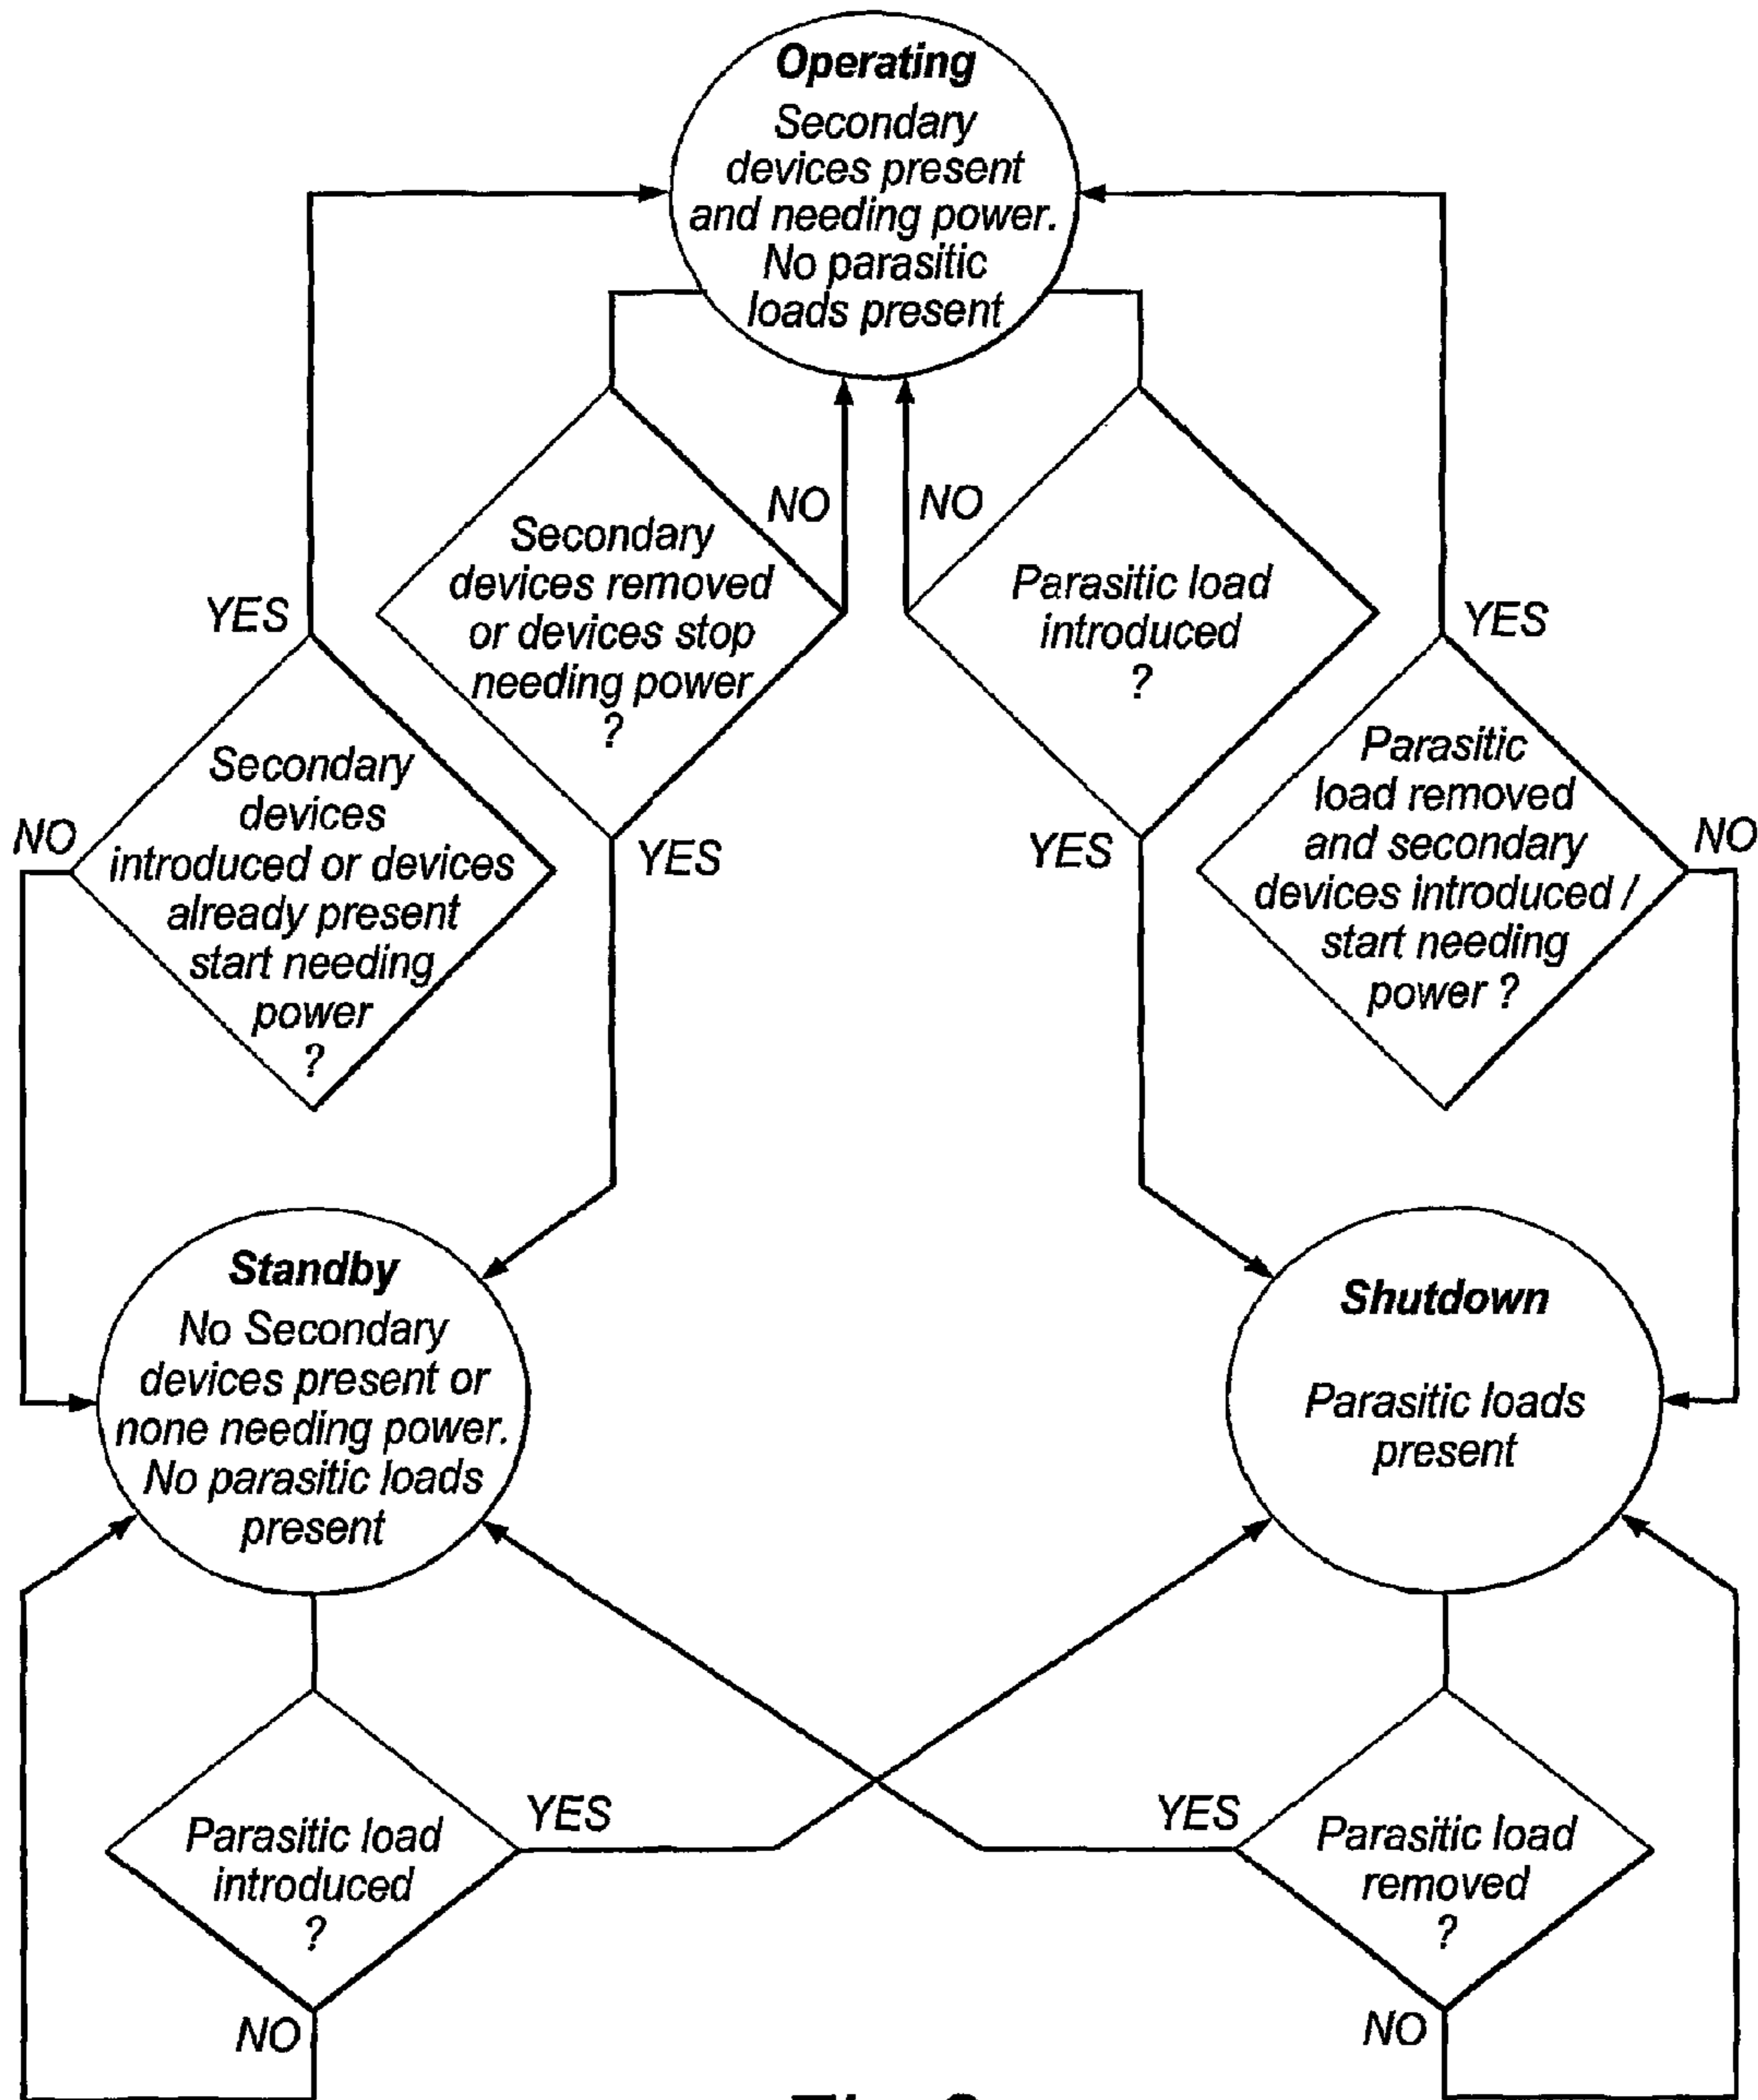 Operating
Secondary
devices present
and needing power.
No parasitic
loads present
NO
NO
Secondary
devices removed
or devices stop
needing power
?
Parasitic load
introduced
?
YES
YES
Secondary
devices
introduced or devices
already present
start needing
power
?
Parasitic
load removed
and secondary
devices introduced /
start needing
power ?
NO
YES
YES
NO
Standby
No Secondary
devices present or
none needing power.
No parasitic loads
present
Shutdown
Parasitic loads
present
YES
YES
Parasitic load
introduced
?
Parasitic load
removed
?
NO
NO